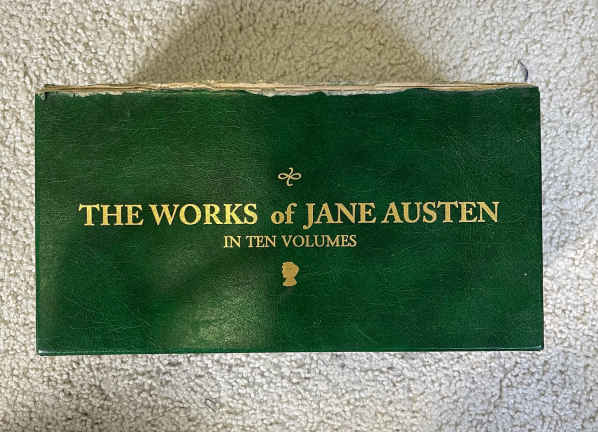 THE WORKS of JANE AUSTEN
IN TEN VOLUMES